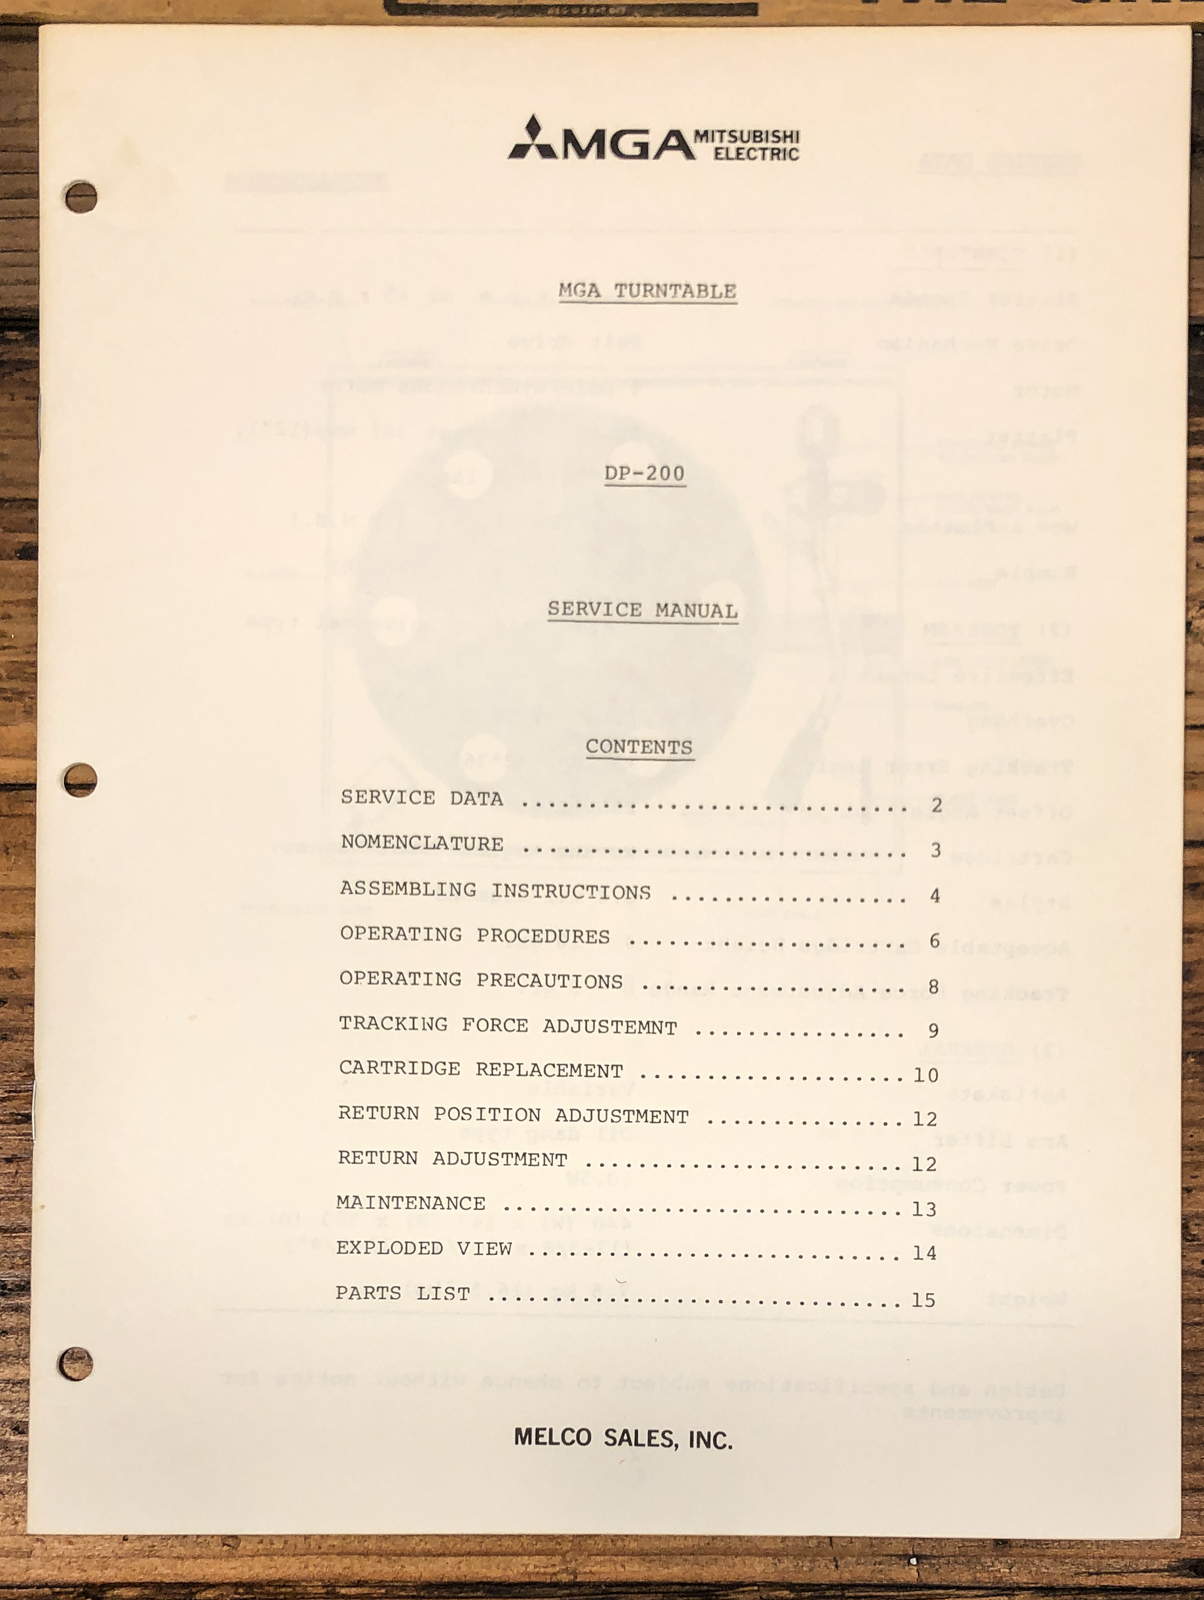 MGA MITSUBISHI ELECTRIC
MGA TURNTABLE
DP-200
SERVICE MANUAL
CONTENTS
SERVICE DATA ............................. 2
NOMENCLATURE ............................. 3
ASSEMBLING INSTRUCTIONS .................. 4
OPERATING PROCEDURES ..................... 6
OPERATING PRECAUTIONS .................... 8
TRACKING FORCE ADJUSTEMNT ................ 9
CARTRIDGE REPLACEMENT .................... 10
RETURN POSITION ADJUSTMENT ............... 12
RETURN ADJUSTMENT ........................ 12
MAINTENANCE .............................. 13
EXPLODED VIEW ............................ 14
PARTS LIST ............................... 15
MELCO SALES, INC.